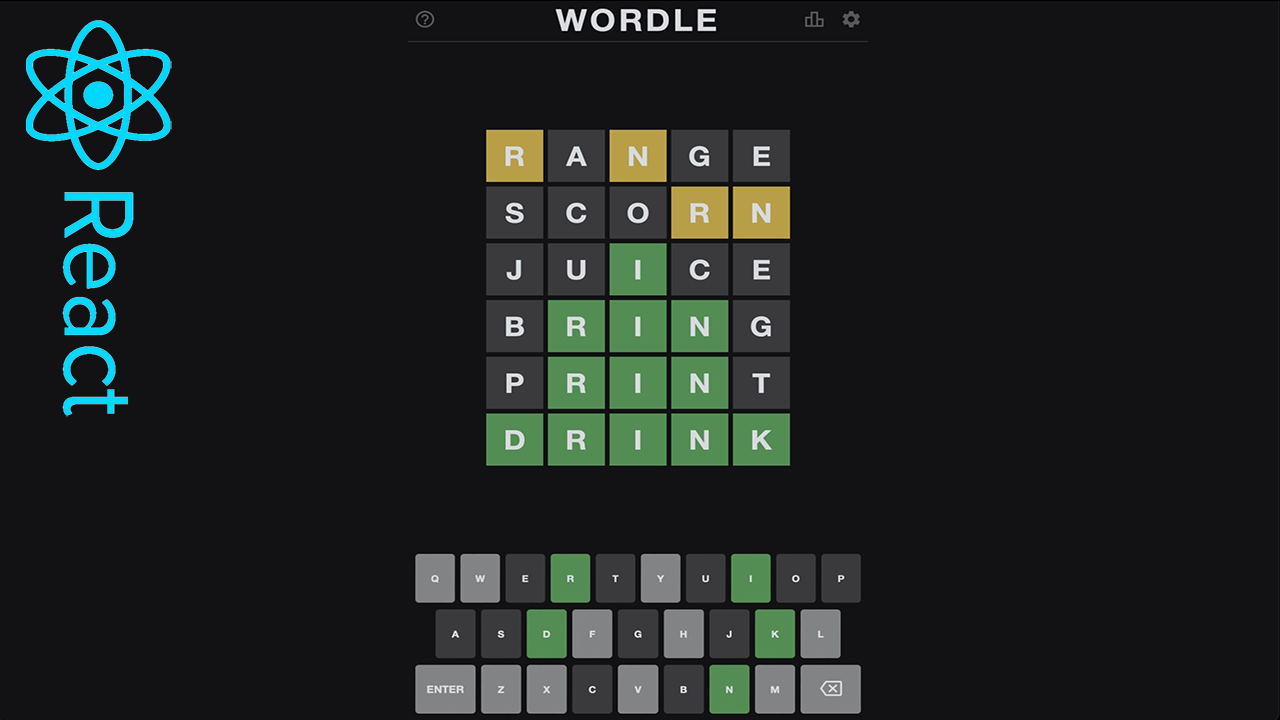 WORDLE
React
R A N G E
S C O R N
J U I C E
B R I N G
P R I N T
D R I N K
Q W E R T Y U I O P
A S D F G H J K L
ENTER Z X C V B N M